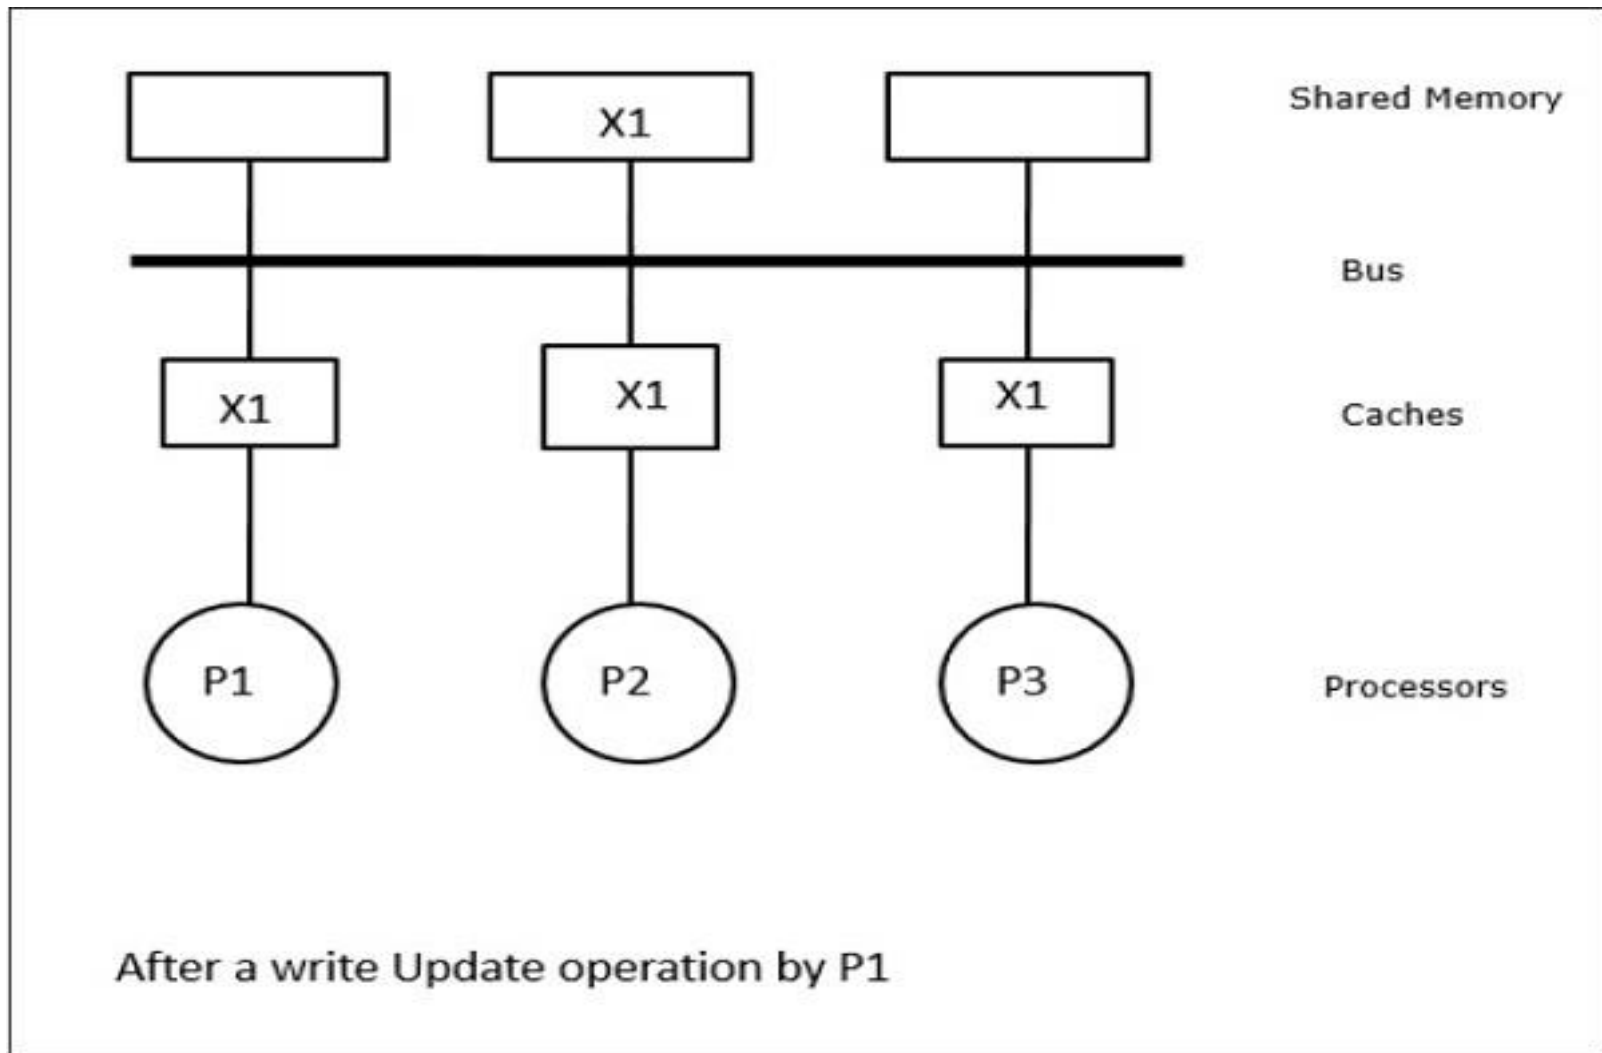 X1
Shared Memory
Bus
X1
X1
X1
Caches
P1
P2
P3
Processors
After a write Update operation by P1